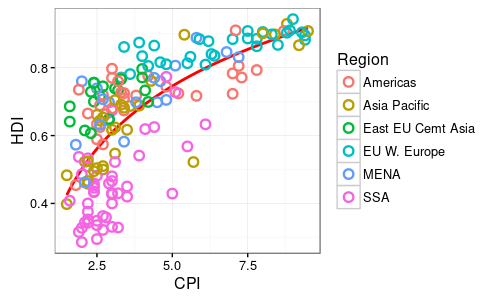 HDI
0.8
0.6
0.4
2.5 5.0 7.5
CPI
Region
Americas
Asia Pacific
East EU Cemt Asia
EU W. Europe
MENA
SSA